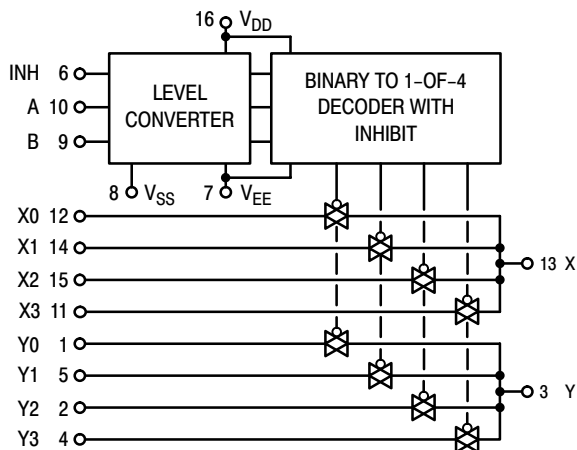 16 VDD
INH 6
A 10
B 9
LEVEL
CONVERTER
BINARY TO 1-OF-4
DECODER WITH
INHIBIT
8 VSS
7 VEE
X0 12
X1 14
X2 15
X3 11
13 X
Y0 1
Y1 5
Y2 2
Y3 4
3 Y